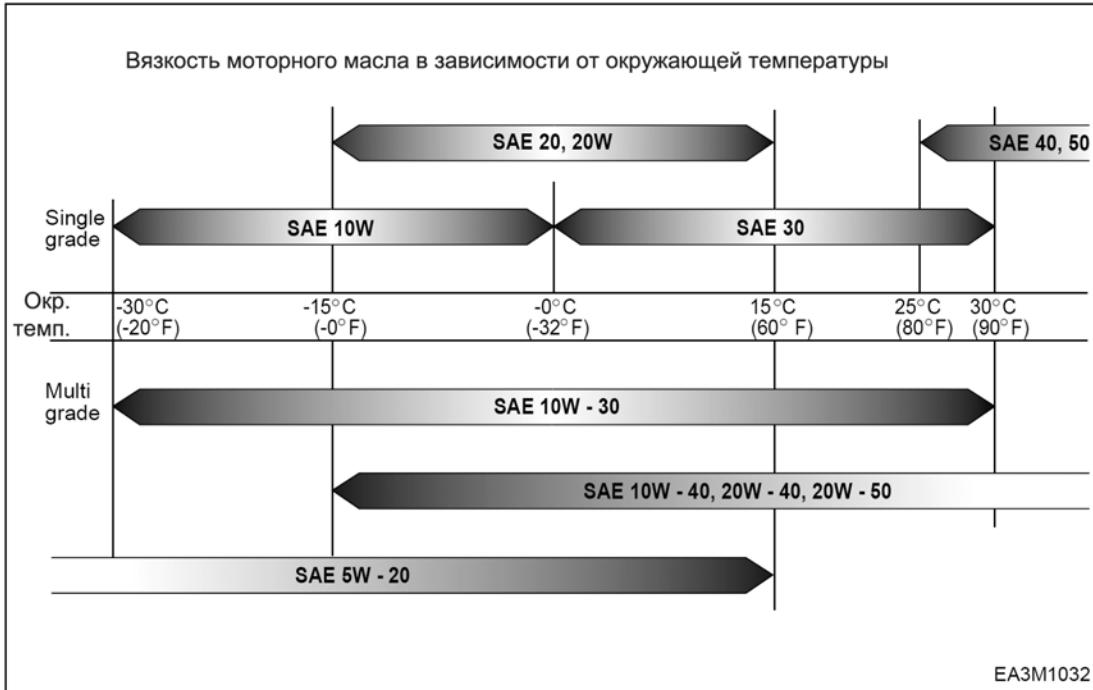 Вязкость моторного масла в зависимости от окружающей температуры
SAE 20, 20W
SAE 40, 50
Single
grade
SAE 10W
SAE 30
Окр.
темп.
-30°C
(-20°F)
-15°C
(-0°F)
-0°C
(-32°F)
15°C
(60°F)
25°C
(80°F)
30°C
(90°F)
Multi
grade
SAE 10W - 30
SAE 10W - 40, 20W - 40, 20W - 50
SAE 5W - 20
EA3M1032